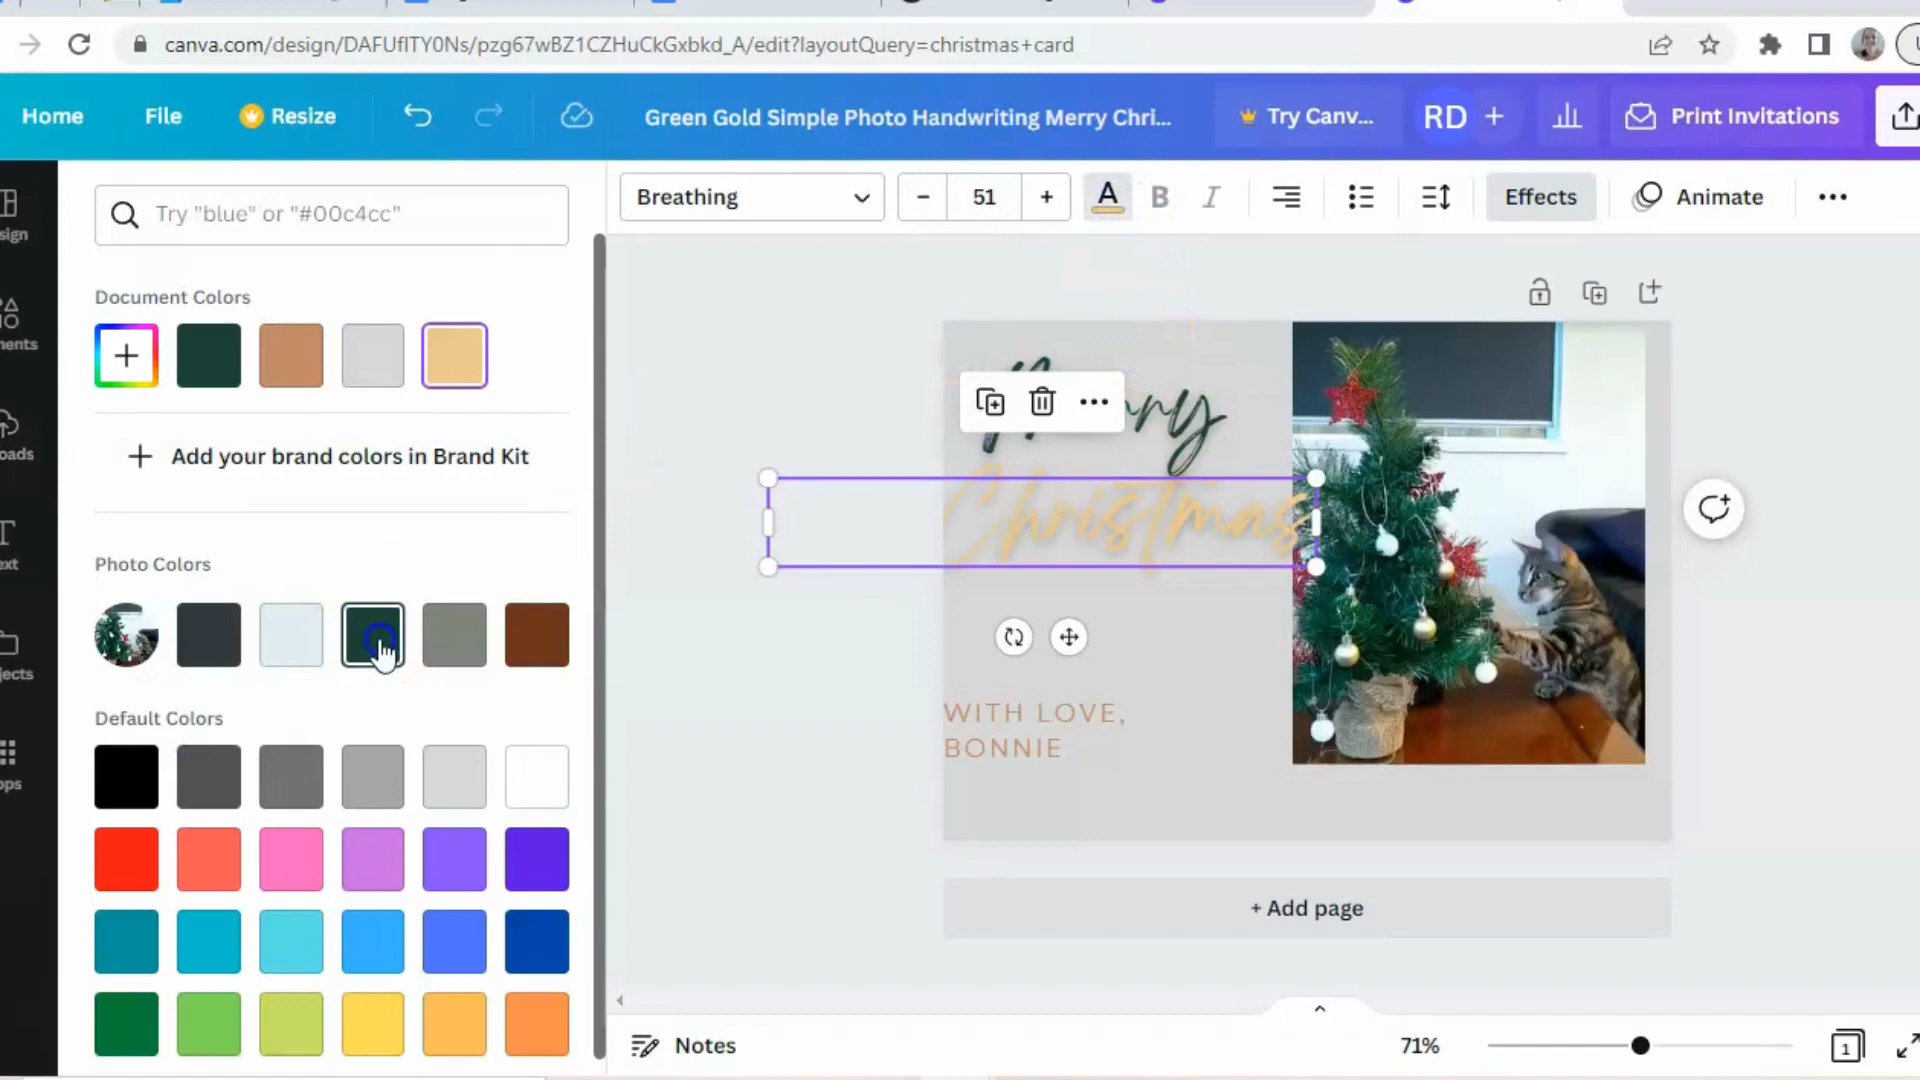 canva.com/design/DAFUflTY0Ns/pzg67wBZ1CZHuCkGxbkd_A/edit?layoutQuery=christmas+card
Home File Resize Green Gold Simple Photo Handwriting Merry Chri... Try Canv... RD + Print Invitations
Try "blue" or "#00c4cc"
Breathing − 51 + A B I Effects Animate
Document Colors
+ Add your brand colors in Brand Kit
Photo Colors
Default Colors
Christmas
WITH LOVE,
BONNIE
+ Add page
Notes 71% 1